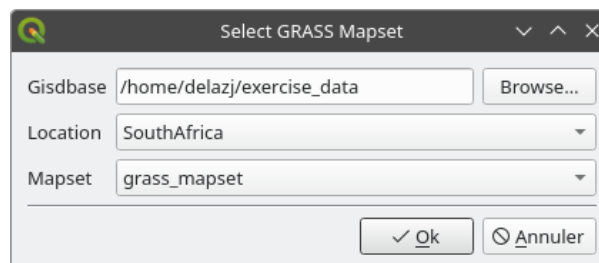 Select GRASS Mapset
Gisdbase /home/delazj/exercise_data Browse...
Location SouthAfrica
Mapset grass_mapset
Ok Annuler